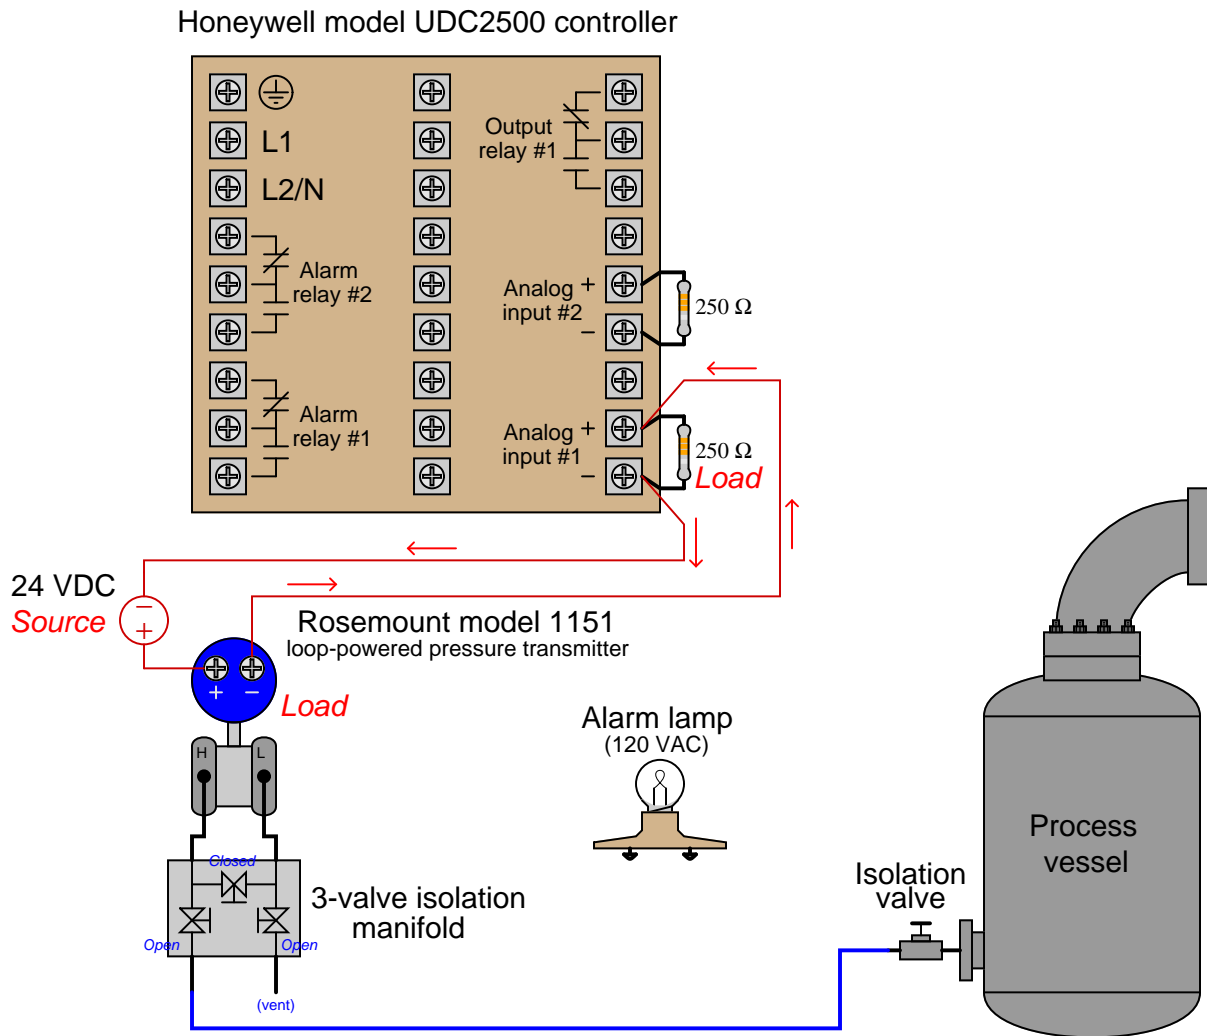 Honeywell model UDC2500 controller
L1
L2/N
Output
relay #1
Alarm
relay #2
Analog
input #2
+
−
250 Ω
Alarm
relay #1
Analog
input #1
+
−
250 Ω
Load
24 VDC
Source
−
+
Rosemount model 1151
loop-powered pressure transmitter
+ −
Load
H L
Alarm lamp
(120 VAC)
Closed
Open
Open
3-valve isolation
manifold
(vent)
Isolation
valve
Process
vessel